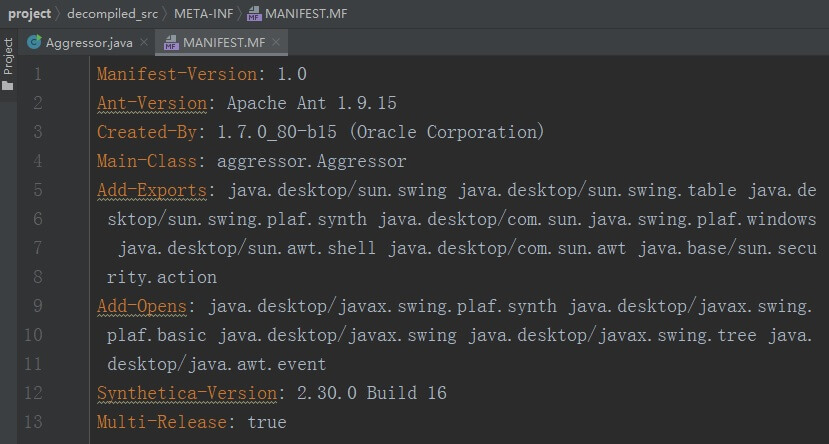 project decompiled_src META-INF MANIFEST.MF
Project
Aggressor.java MANIFEST.MF
1 Manifest-Version: 1.0
2 Ant-Version: Apache Ant 1.9.15
3 Created-By: 1.7.0_80-b15 (Oracle Corporation)
4 Main-Class: aggressor.Aggressor
5 Add-Exports: java.desktop/sun.swing java.desktop/sun.swing.table java.de
6 sktop/sun.swing.plaf.synth java.desktop/com.sun.java.swing.plaf.windows
7 java.desktop/sun.awt.shell java.desktop/com.sun.awt java.base/sun.secu
8 rity.action
9 Add-Opens: java.desktop/javax.swing.plaf.synth java.desktop/javax.swing.
10 plaf.basic java.desktop/javax.swing java.desktop/javax.swing.tree java.
11 desktop/java.awt.event
12 Synthetica-Version: 2.30.0 Build 16
13 Multi-Release: true